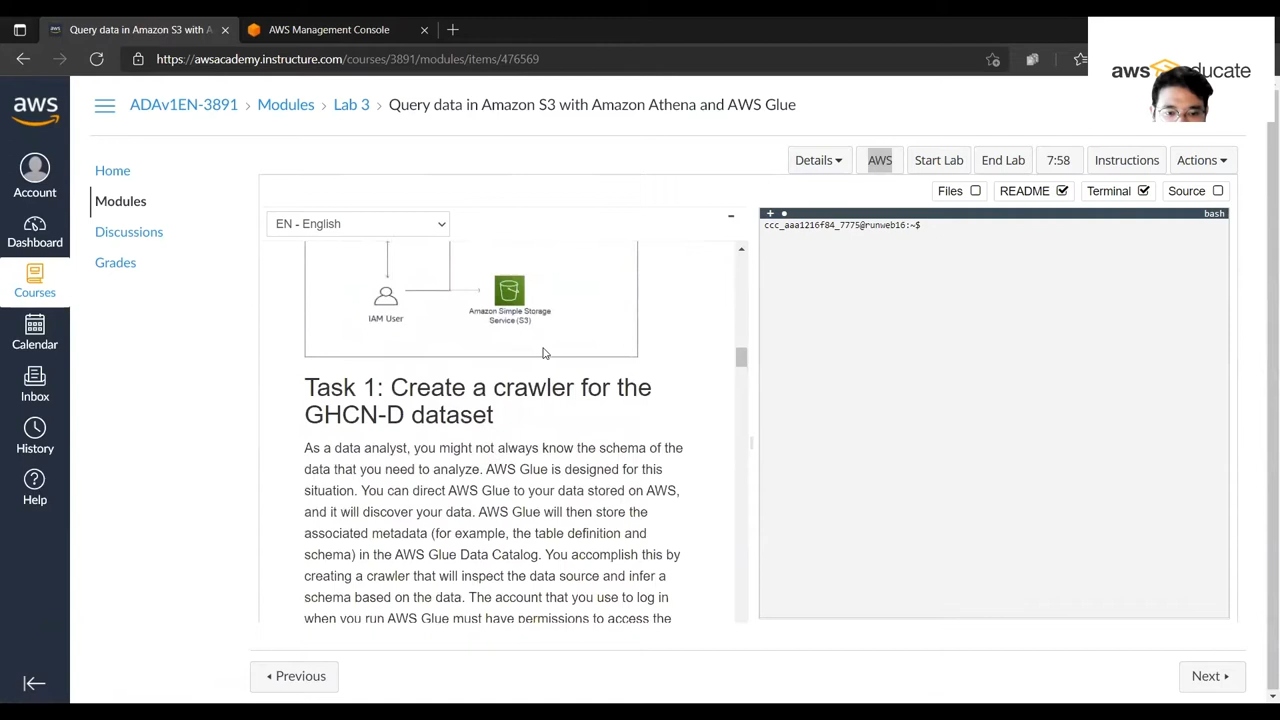 Query data in Amazon S3 with A
AWS Management Console
https://awsacademy.instructure.com/courses/3891/modules/items/476569
aws educate
aws
ADAv1EN-3891 > Modules > Lab 3 > Query data in Amazon S3 with Amazon Athena and AWS Glue
Account
Dashboard
Courses
Calendar
Inbox
History
Help
Home
Modules
Discussions
Grades
Details
AWS
Start Lab
End Lab
7:58
Instructions
Actions
Files
README
Terminal
Source
EN - English
bash
ccc_aaa1216f84_7775@runweb16:~$
IAM User
Amazon Simple Storage
Service (S3)
Task 1: Create a crawler for the
GHCN-D dataset
As a data analyst, you might not always know the schema of the
data that you need to analyze. AWS Glue is designed for this
situation. You can direct AWS Glue to your data stored on AWS,
and it will discover your data. AWS Glue will then store the
associated metadata (for example, the table definition and
schema) in the AWS Glue Data Catalog. You accomplish this by
creating a crawler that will inspect the data source and infer a
schema based on the data. The account that you use to log in
when you run AWS Glue must have permissions to access the
Previous
Next